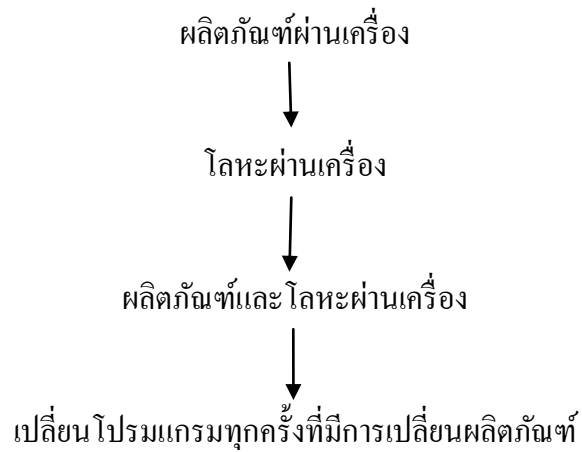 ผลิตภัณฑ์ผ่านเครื่อง
โลหะผ่านเครื่อง
ผลิตภัณฑ์และโลหะผ่านเครื่อง
เปลี่ยนโปรมแกรมทุกครั้งที่มีการเปลี่ยนผลิตภัณฑ์